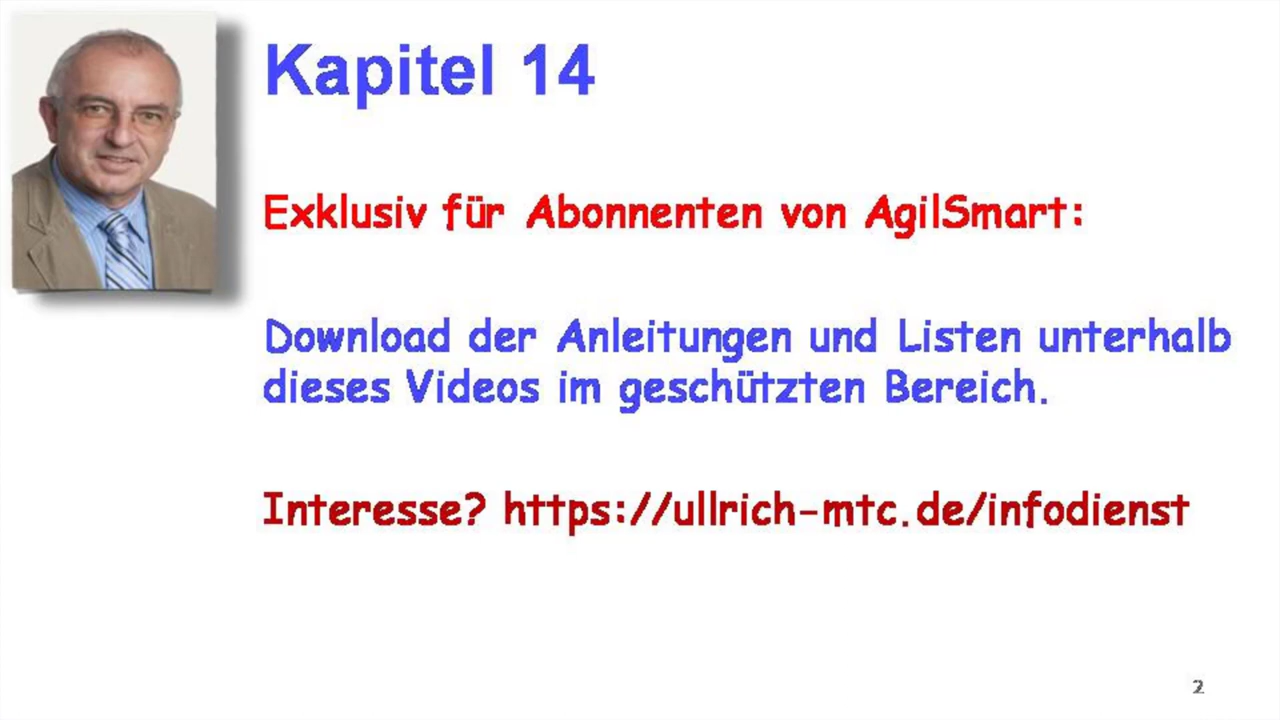 Kapitel 14
Exklusiv für Abonnenten von AgilSmart:
Download der Anleitungen und Listen unterhalb
dieses Videos im geschützten Bereich.
Interesse? https://ullrich-mtc.de/infodienst
2